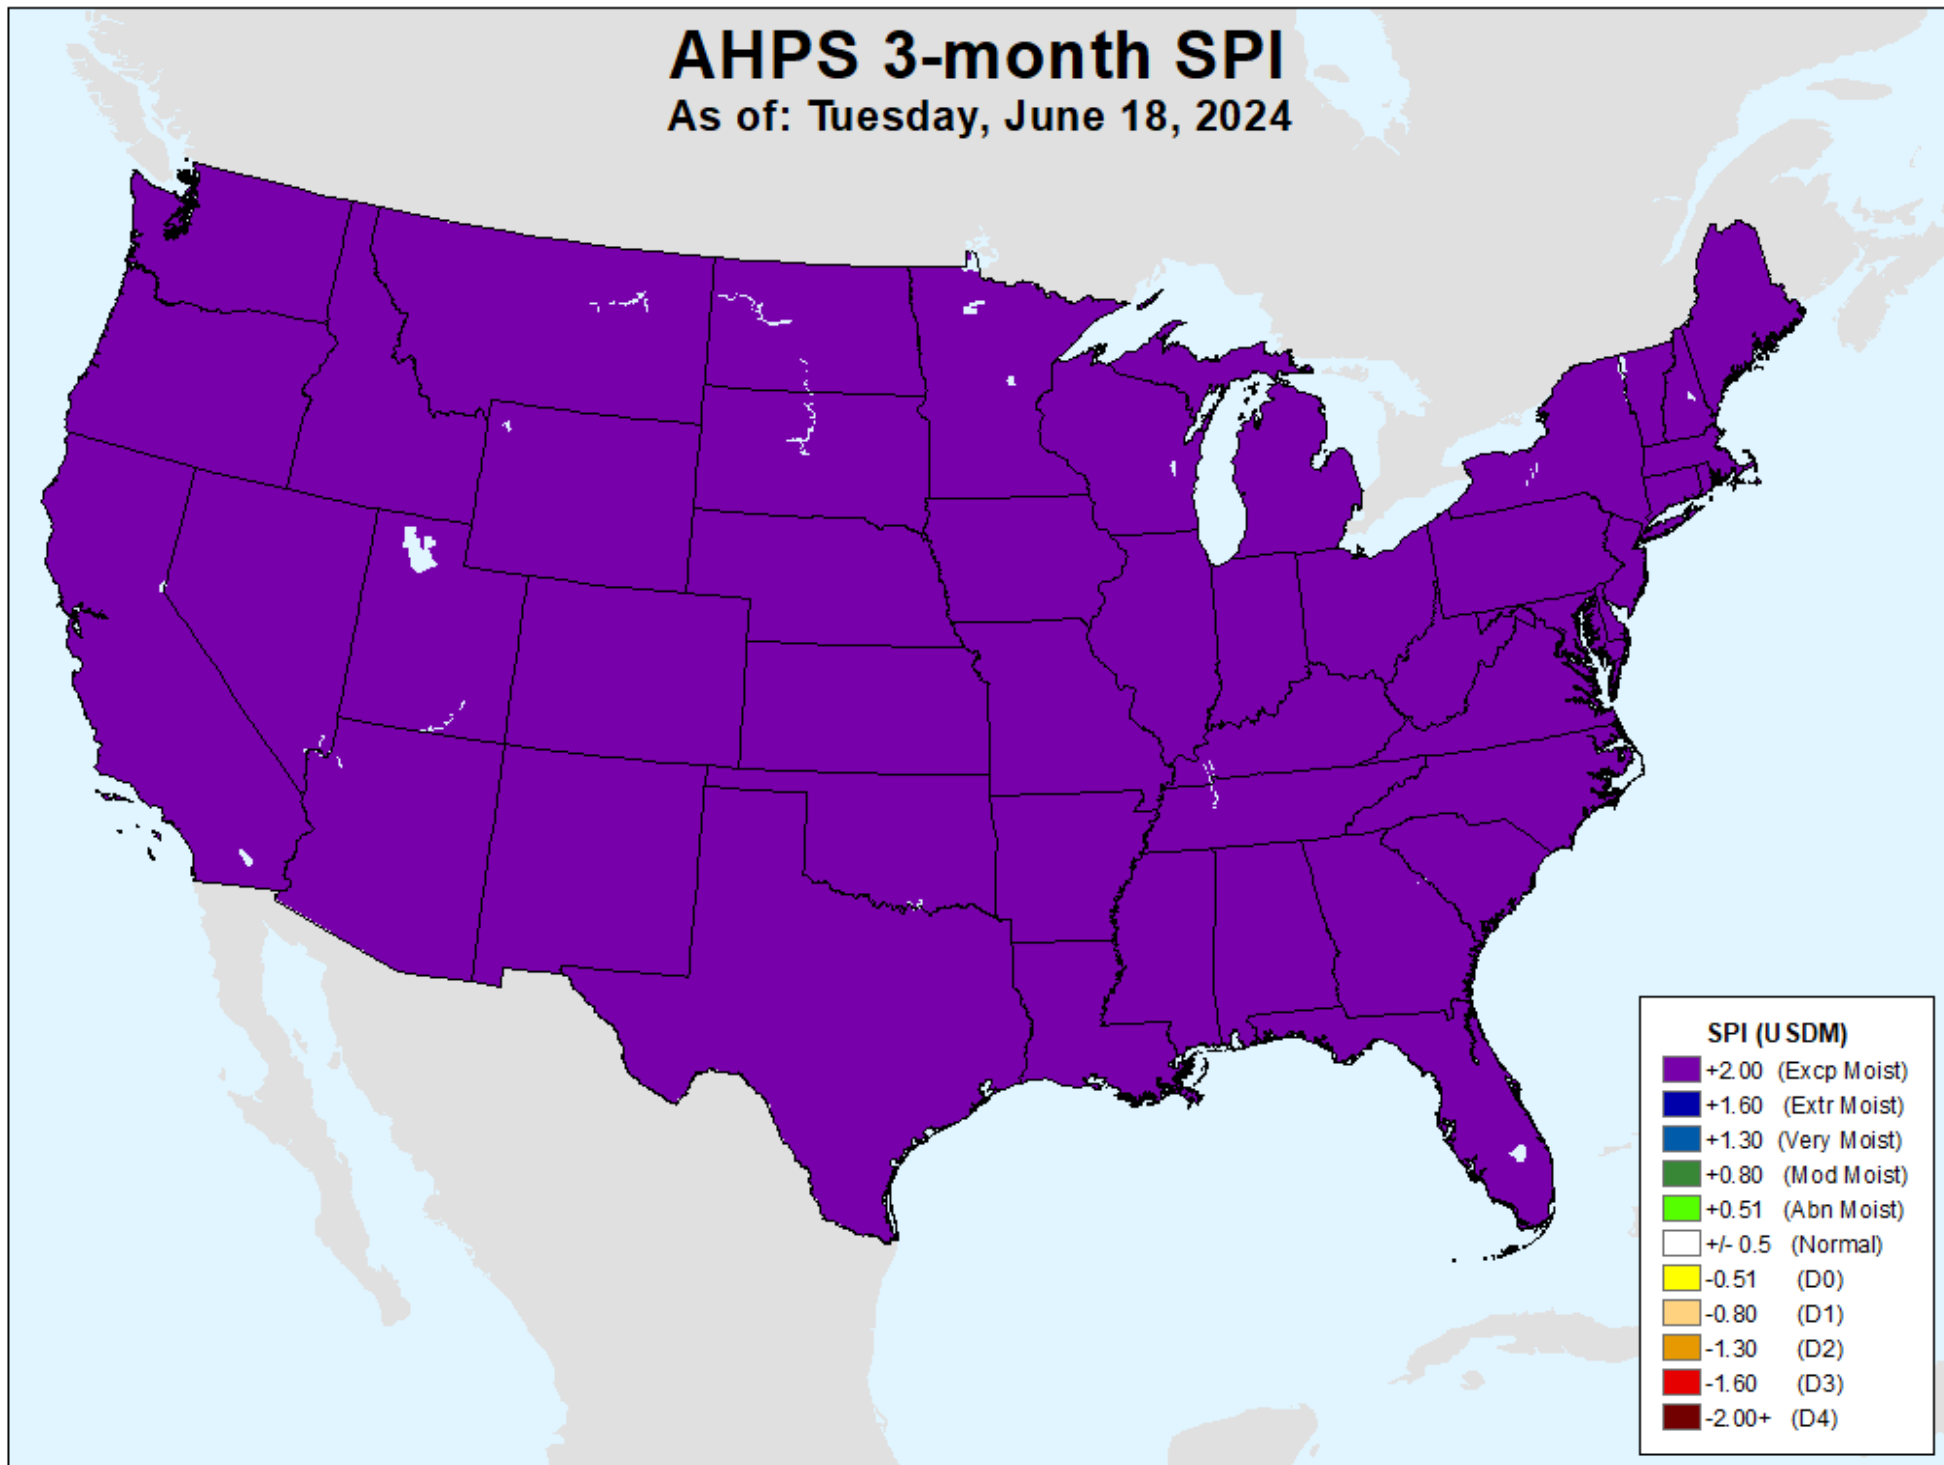 AHPS 3-month SPI
As of: Tuesday, June 18, 2024
SPI (USDM)
+2.00 (Excp Moist)
+1.60 (Extr Moist)
+1.30 (Very Moist)
+0.80 (Mod Moist)
+0.51 (Abn Moist)
+/- 0.5 (Normal)
-0.51 (D0)
-0.80 (D1)
-1.30 (D2)
-1.60 (D3)
-2.00+ (D4)